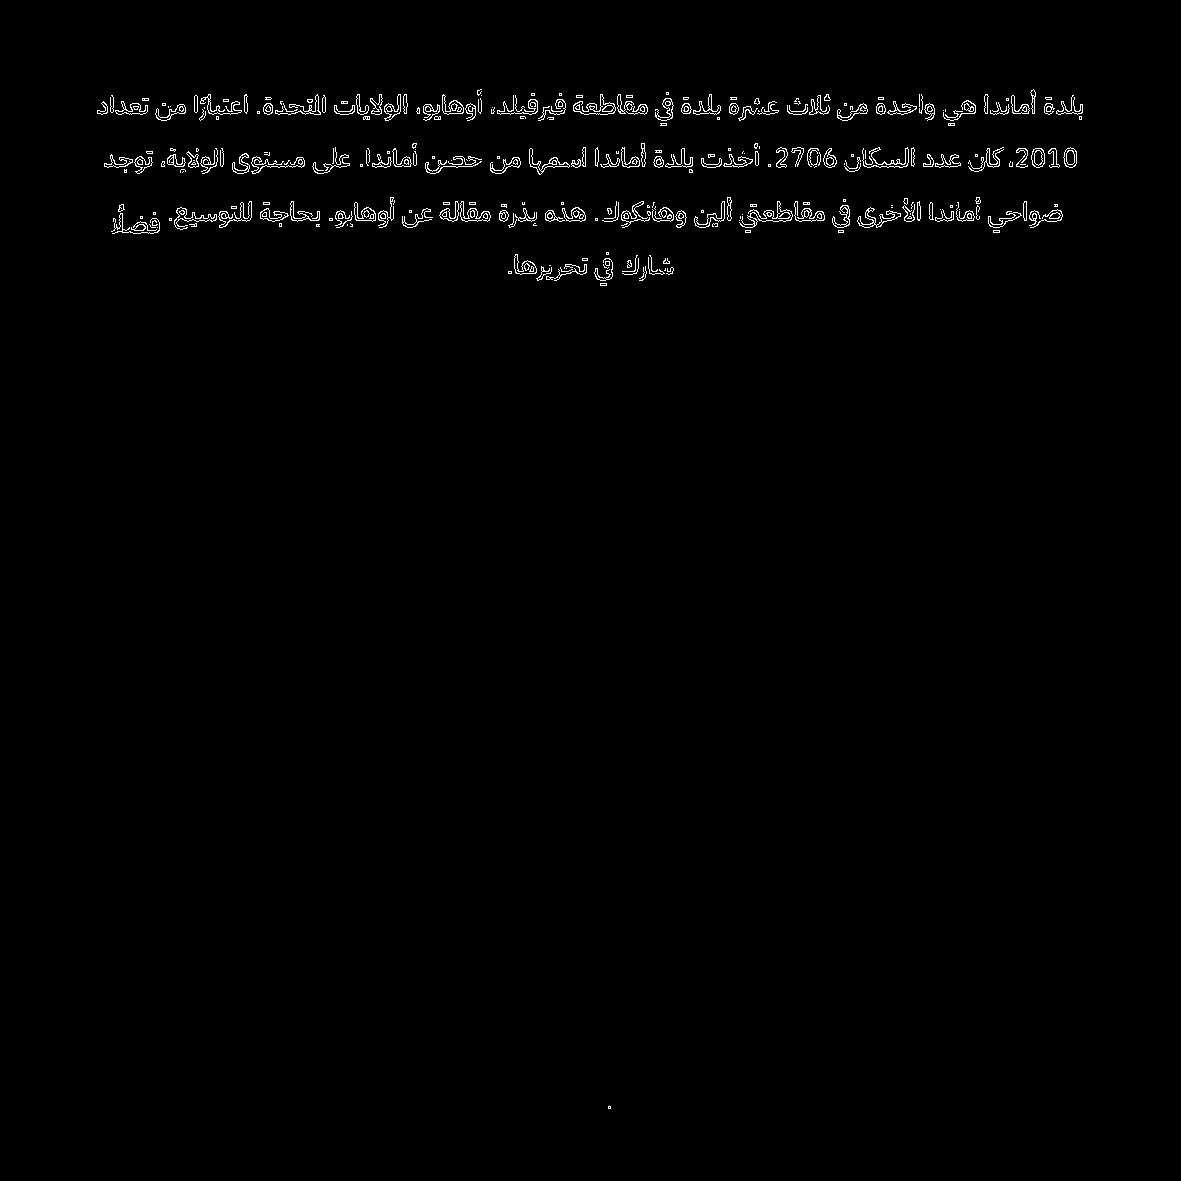 بلدة أماندا هي واحدة من ثلاث عشرة بلدة في مقاطعة فيرفيلد، أوهايو، الولايات المتحدة. اعتبارًا من تعداد
2010، كان عدد السكان 2706. أخذت بلدة أماندا اسمها من حصن أماندا. على مستوى الولاية، توجد
ضواحي أماندا الأخرى في مقاطعتي ألين وهانكوك. هذه بذرة مقالة عن أوهايو. بحاجة للتوسيع. فضلًا
شارك في تحريرها.